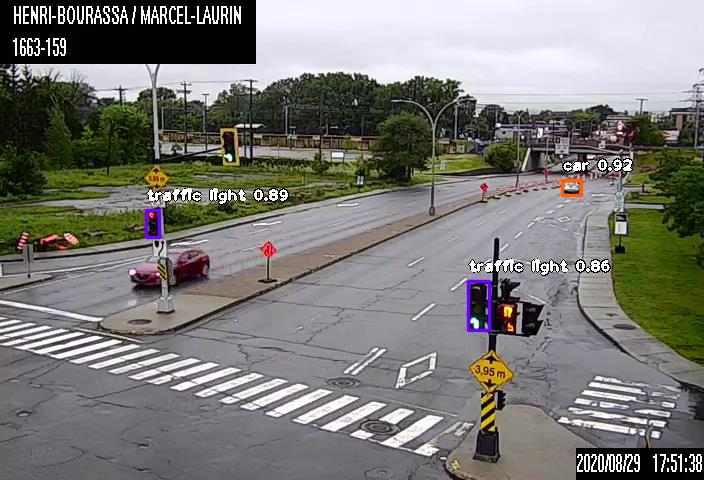 HENRI-BOURASSA / MARCEL-LAURIN
1663-159
car 0.92
traffic light 0.89
traffic light 0.86
3,95 m
2020/08/29 17:51:38